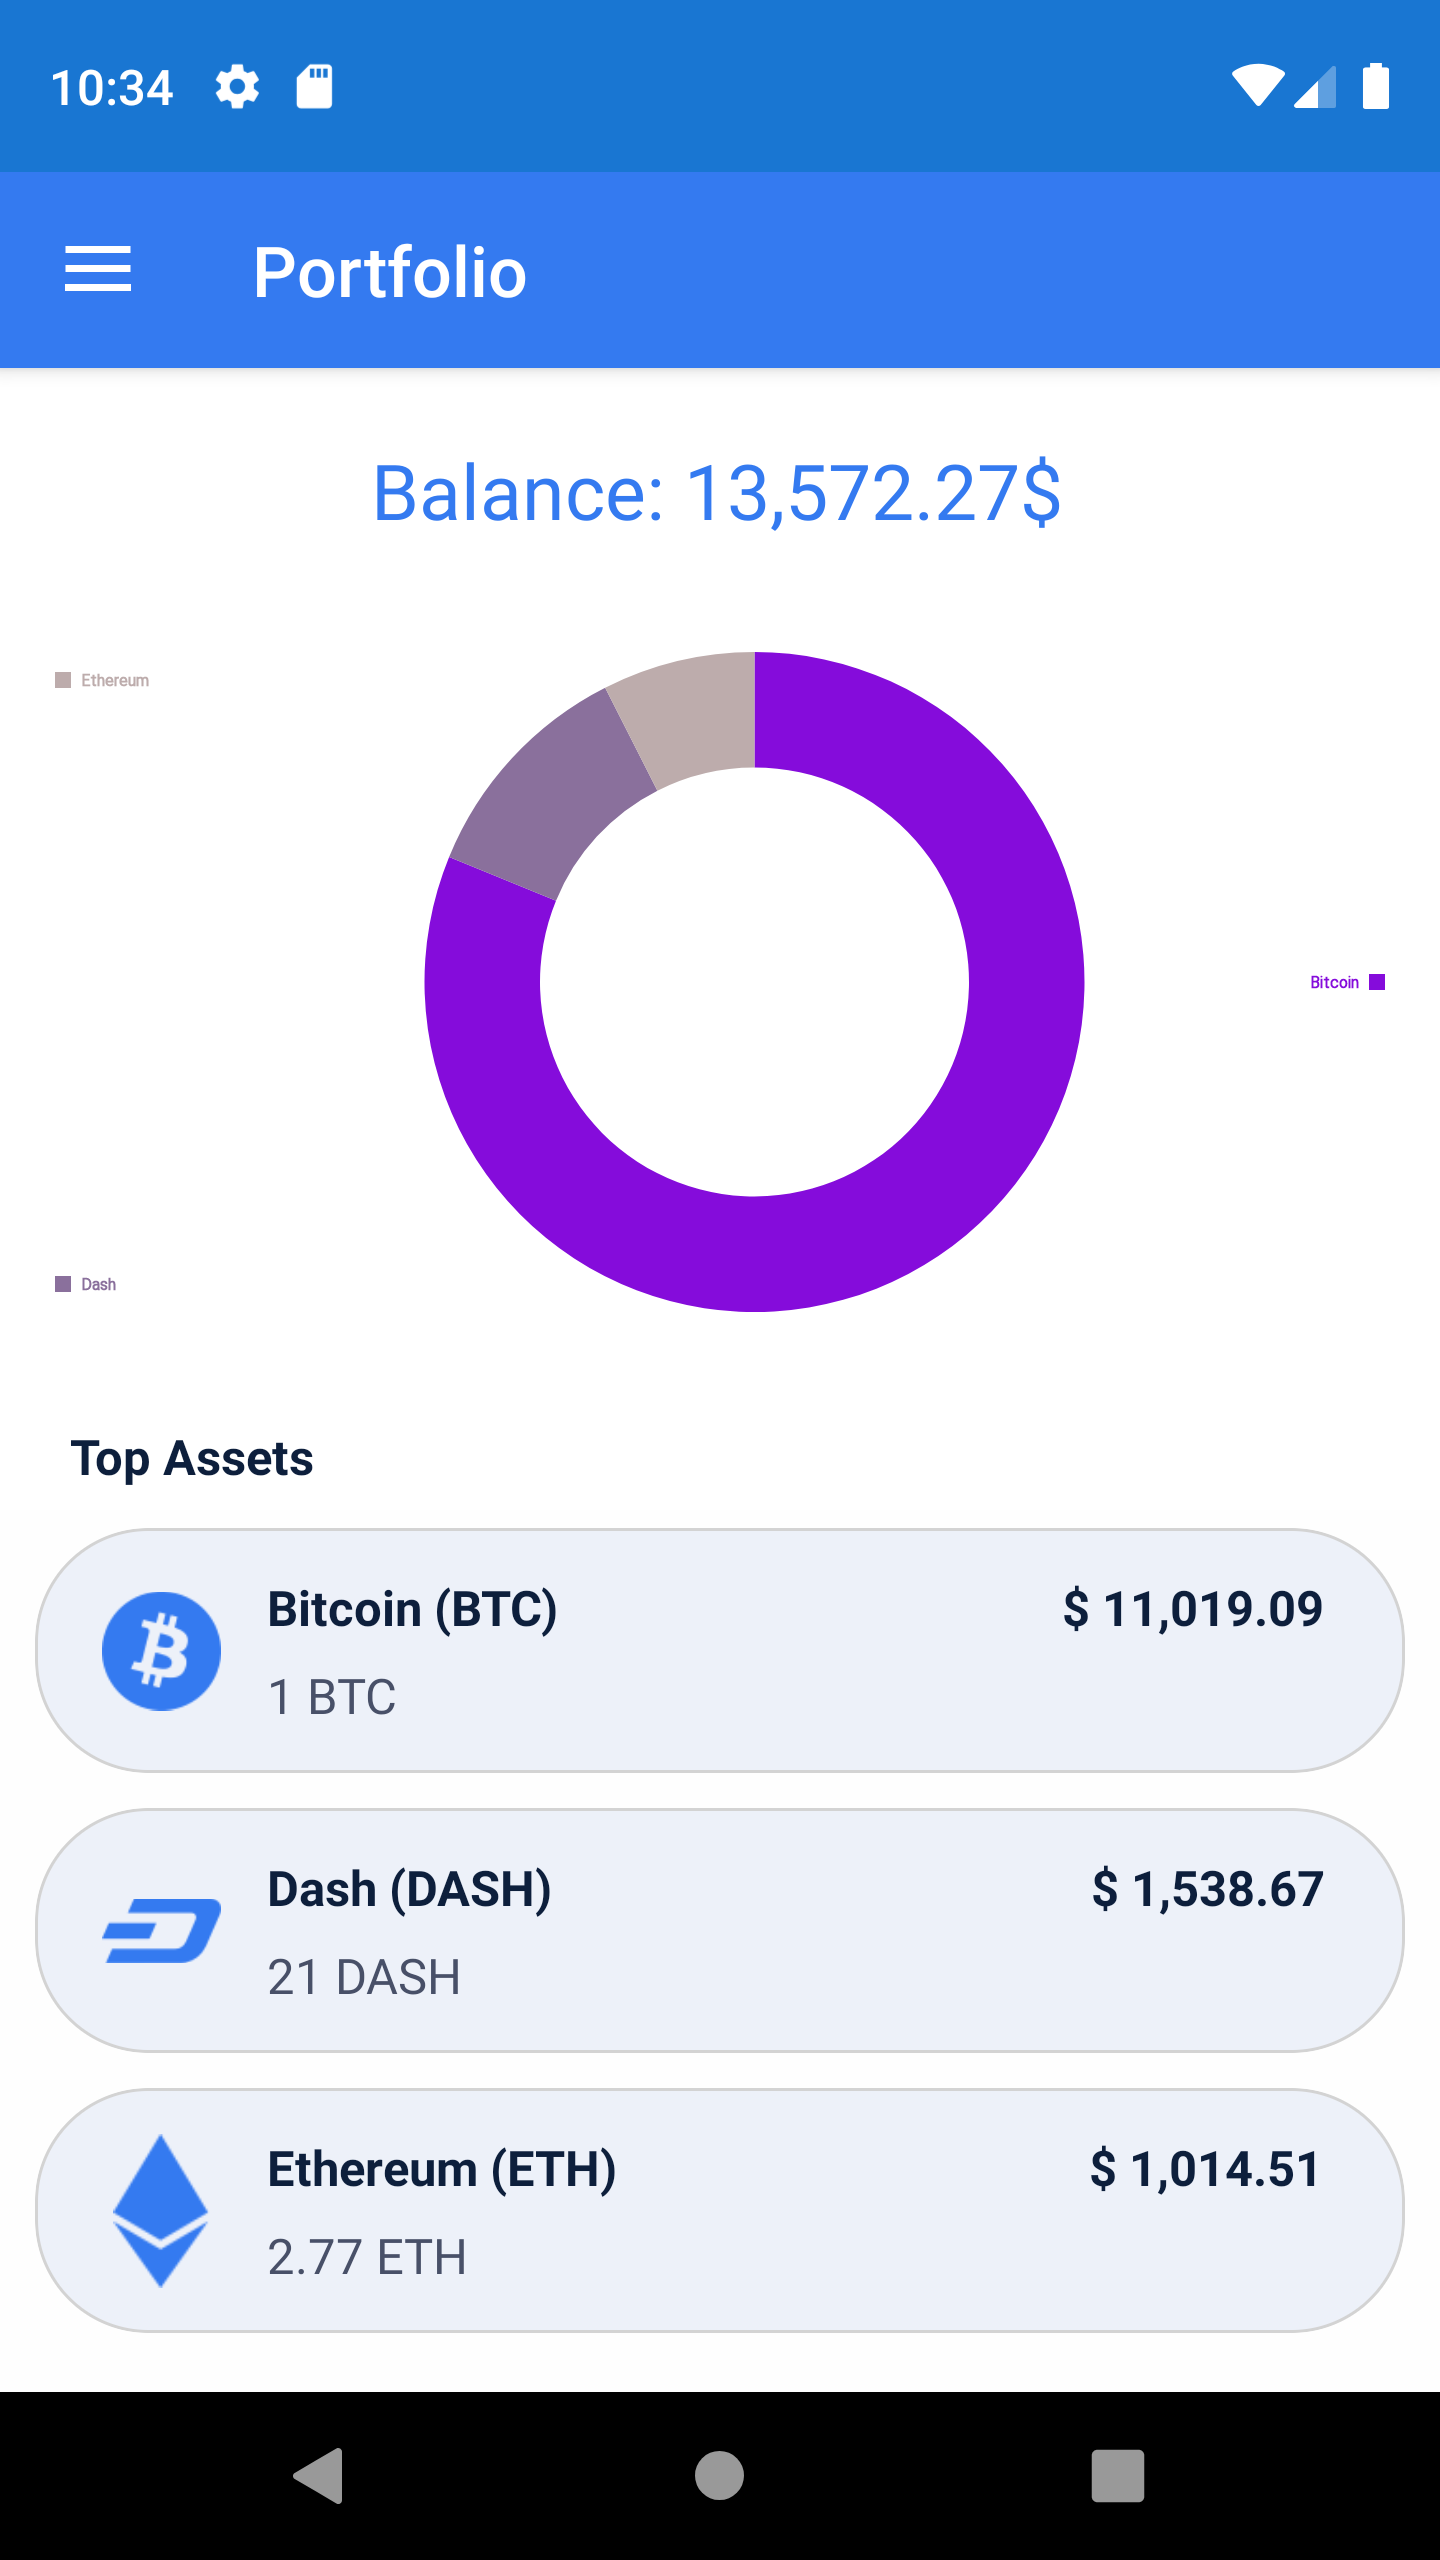 10:34
Portfolio
Balance: 13,572.27$
Ethereum
Bitcoin
Dash
Top Assets
Bitcoin (BTC) $ 11,019.09
1 BTC
Dash (DASH) $ 1,538.67
21 DASH
Ethereum (ETH) $ 1,014.51
2.77 ETH